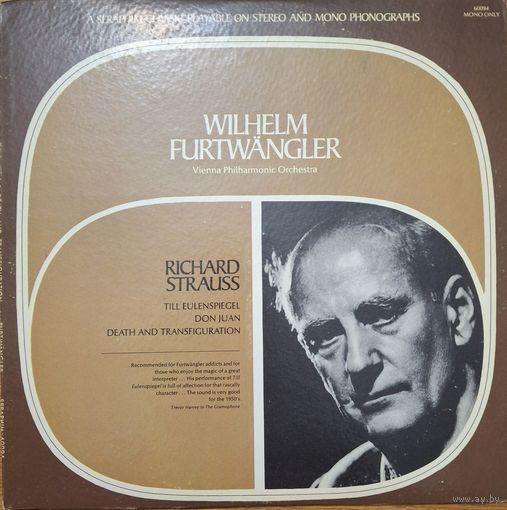 A SERAPHIM CLASSIC PLAYABLE ON STEREO AND MONO PHONOGRAPHS
60094
MONO ONLY
WILHELM
FURTWÄNGLER
Vienna Philharmonic Orchestra
RICHARD
STRAUSS
TILL EULENSPIEGEL
DON JUAN
DEATH AND TRANSFIGURATION
Recommended for Furtwängler addicts and for
those who enjoy the magic of a great
interpreter . . . His performance of Till
Eulenspiegel is full of affection for that rascally
character . . . The sound is very good
for the 1950's.
Trevor Harvey in The Gramophone
www.ay.by